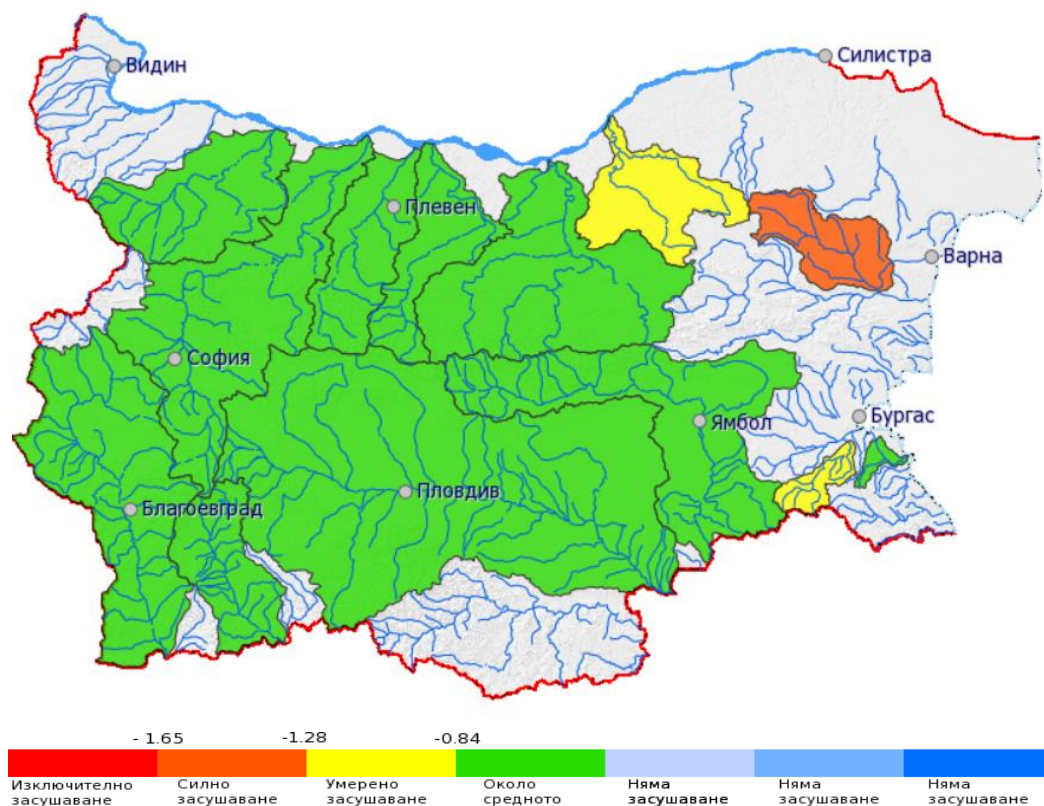 Силистра
Видин
Плевен
Варна
София
Ямбол
Бургас
Пловдив
Благоевград
- 1.65
-1.28
-0.84
Изключително
засушаване
Силно
засушаване
Умерено
засушаване
Около
средното
Няма
засушаване
Няма
засушаване
Няма
засушаване